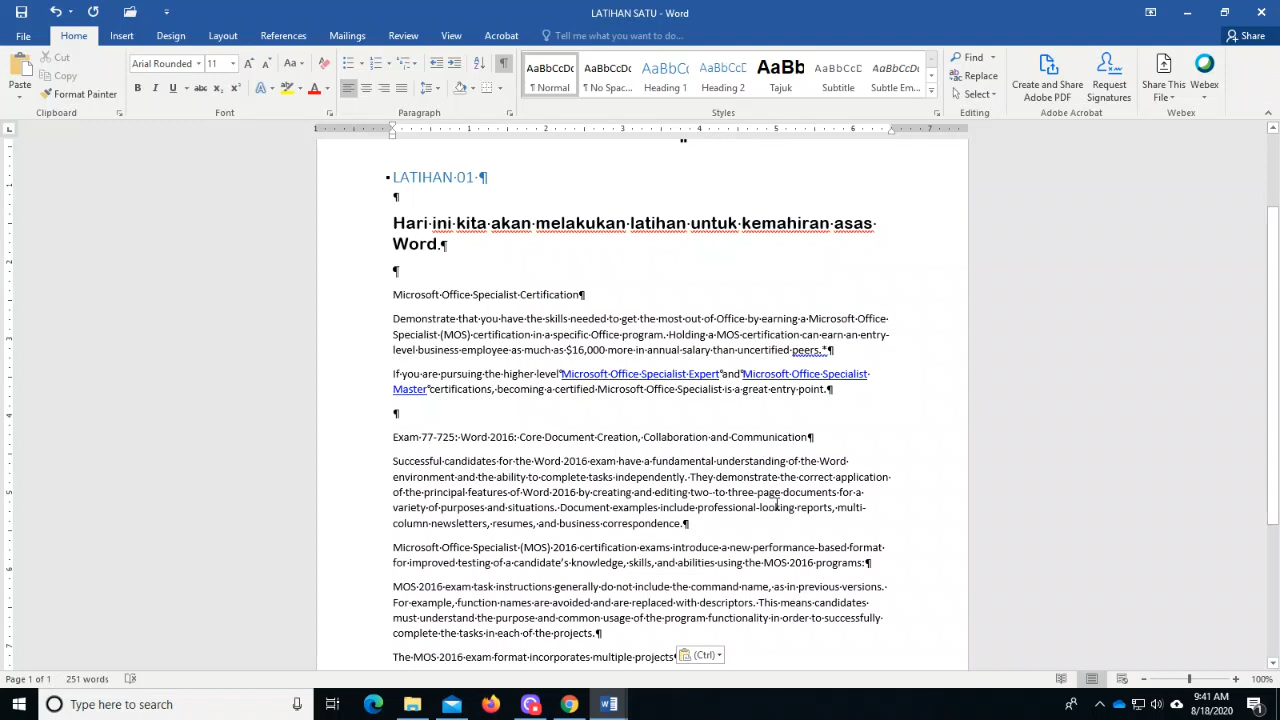 LATIHAN SATU - Word
File Home Insert Design Layout References Mailings Review View Acrobat Tell me what you want to do... Share
Cut
Copy
Paste
Format Painter
Clipboard
Arial Rounded 11
Font
Paragraph
AaBbCcDc AaBbCcDc AaBbCc AaBbCcD AaBb AaBbCcDc AaBbCcDc
¶ Normal ¶ No Spac... Heading 1 Heading 2 Tajuk Subtitle Subtle Em...
Styles
Find
Replace
Select
Editing
Create and Share Adobe PDF
Request Signatures
Adobe Acrobat
Share This File
Webex
Webex
LATIHAN·01·¶
¶
Hari·ini·kita·akan·melakukan·latihan·untuk·kemahiran·asas·
Word.¶
¶
Microsoft·Office·Specialist·Certification¶
Demonstrate·that·you·have·the·skills·needed·to·get·the·most·out·of·Office·by·earning·a·Microsoft·Office·
Specialist·(MOS)·certification·in·a·specific·Office·program.·Holding·a·MOS·certification·can·earn·an·entry-
level·business·employee·as·much·as·$16,000·more·in·annual·salary·than·uncertified·peers.*¶
If·you·are·pursuing·the·higher·level°Microsoft·Office·Specialist·Expert°and°Microsoft·Office·Specialist·
Master°certifications,·becoming·a·certified·Microsoft·Office·Specialist·is·a·great·entry·point.¶
¶
Exam·77-725:·Word·2016:·Core·Document·Creation,·Collaboration·and·Communication¶
Successful·candidates·for·the·Word·2016·exam·have·a·fundamental·understanding·of·the·Word·
environment·and·the·ability·to·complete·tasks·independently.·They·demonstrate·the·correct·application·
of·the·principal·features·of·Word·2016·by·creating·and·editing·two-·to·three-page·documents·for·a·
variety·of·purposes·and·situations.·Document·examples·include·professional-looking·reports,·multi-
column·newsletters,·resumes,·and·business·correspondence.¶
Microsoft·Office·Specialist·(MOS)·2016·certification·exams·introduce·a·new·performance-based·format·
for·improved·testing·of·a·candidate’s·knowledge,·skills,·and·abilities·using·the·MOS·2016·programs:¶
MOS·2016·exam·task·instructions·generally·do·not·include·the·command·name,·as·in·previous·versions.·
For·example,·function·names·are·avoided·and·are·replaced·with·descriptors.·This·means·candidates·
must·understand·the·purpose·and·common·usage·of·the·program·functionality·in·order·to·successfully·
complete·the·tasks·in·each·of·the·projects.¶
The·MOS·2016·exam·format·incorporates·multiple·projects¶ (Ctrl)
Page 1 of 1 251 words 100%
Type here to search
9:41 AM
8/18/2020